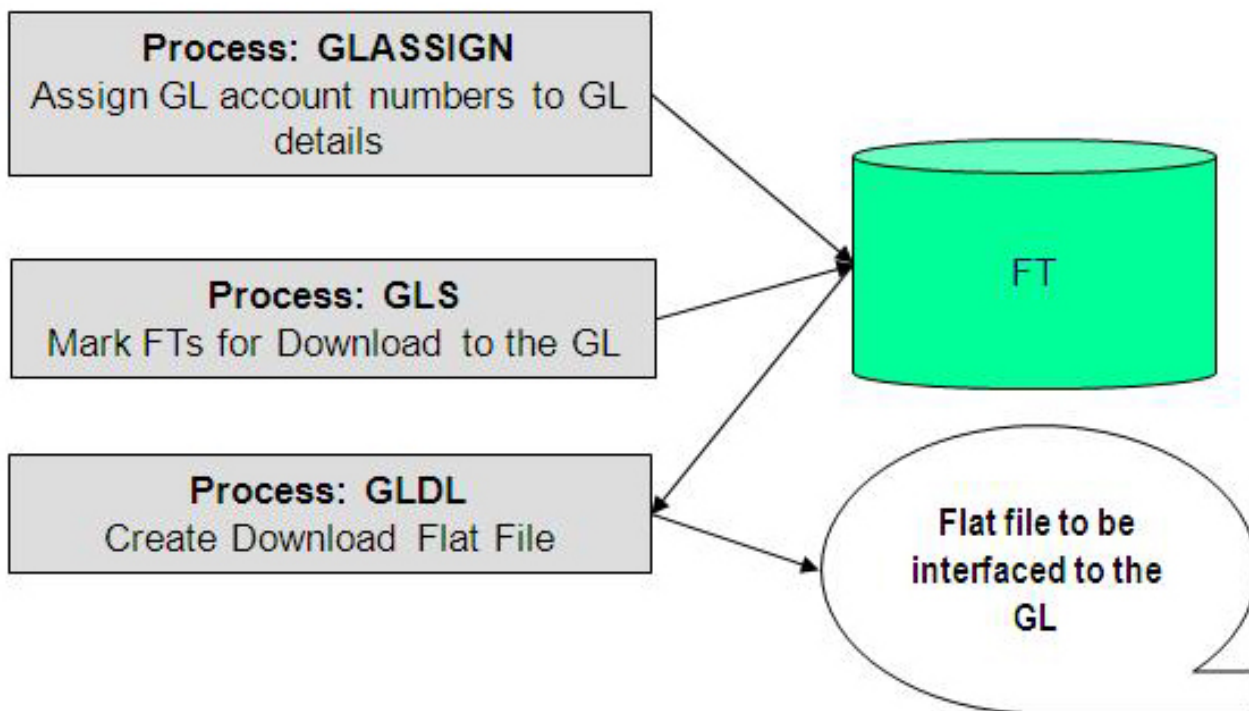 Process: GLASSIGN
Assign GL account numbers to GL
details
Process: GLS
Mark FTs for Download to the GL
Process: GLDL
Create Download Flat File
FT
Flat file to be
interfaced to the
GL